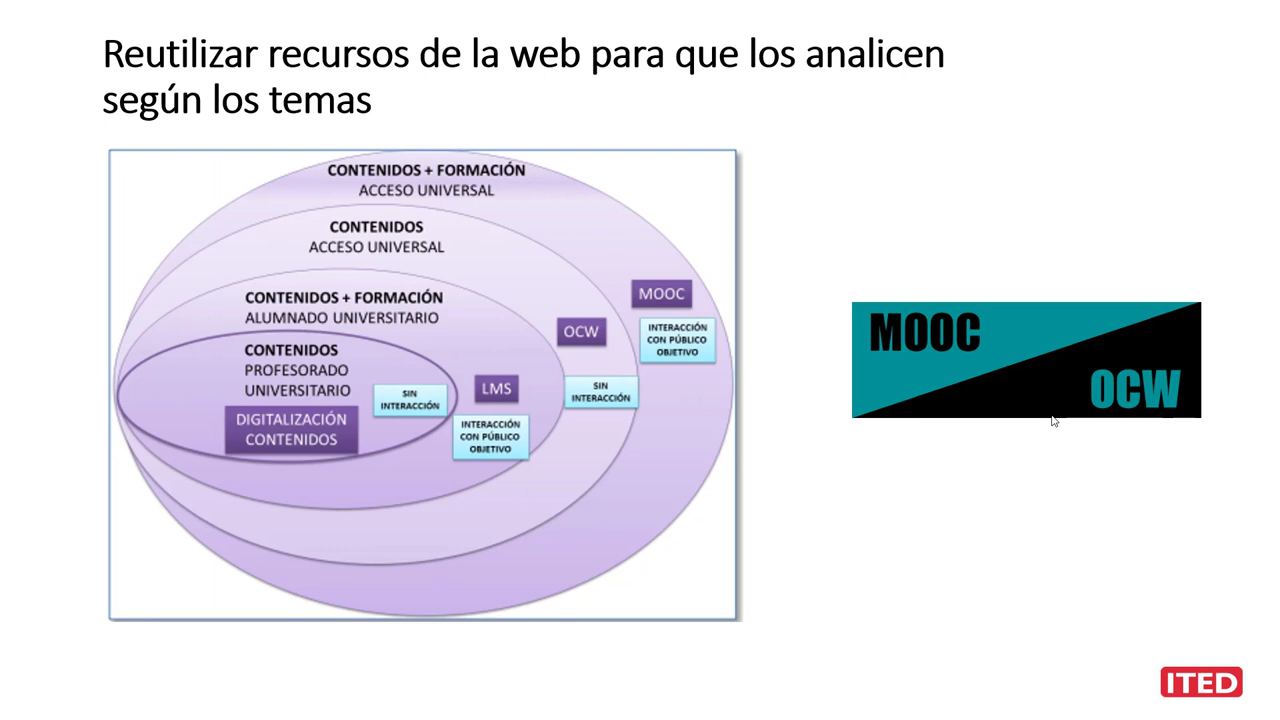 Reutilizar recursos de la web para que los analicen
según los temas
CONTENIDOS + FORMACIÓN
ACCESO UNIVERSAL
CONTENIDOS
ACCESO UNIVERSAL
CONTENIDOS + FORMACIÓN
ALUMNADO UNIVERSITARIO
CONTENIDOS
PROFESORADO
UNIVERSITARIO
DIGITALIZACIÓN
CONTENIDOS
SIN
INTERACCIÓN
LMS
INTERACCIÓN
CON PÚBLICO
OBJETIVO
OCW
SIN
INTERACCIÓN
MOOC
INTERACCIÓN
CON PÚBLICO
OBJETIVO
MOOC
OCW
ITED